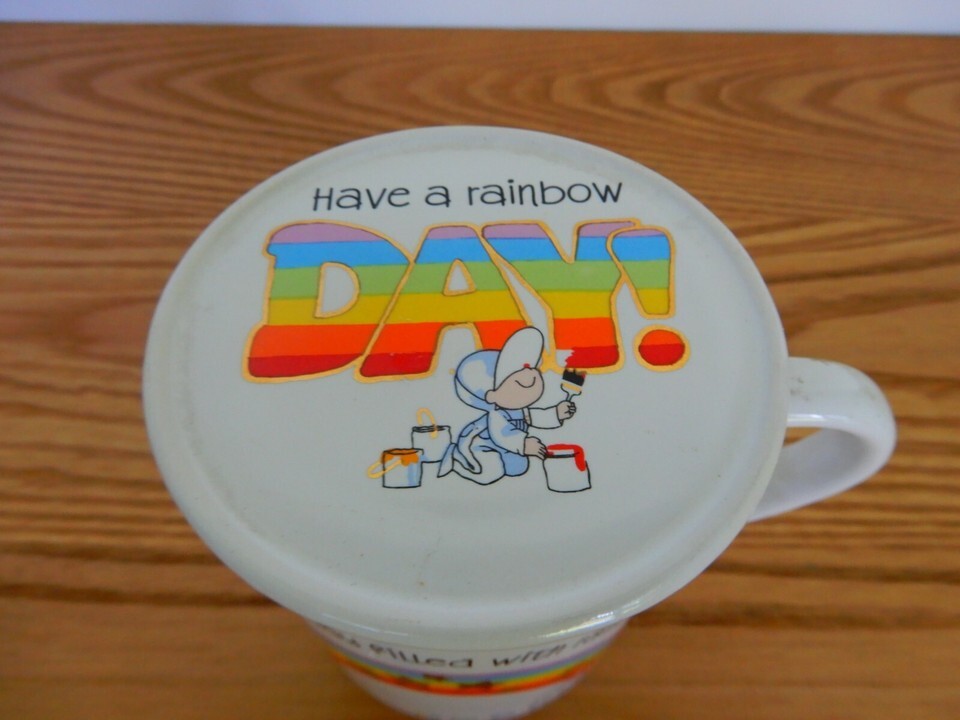 Have a rainbow
DAY!
filled with